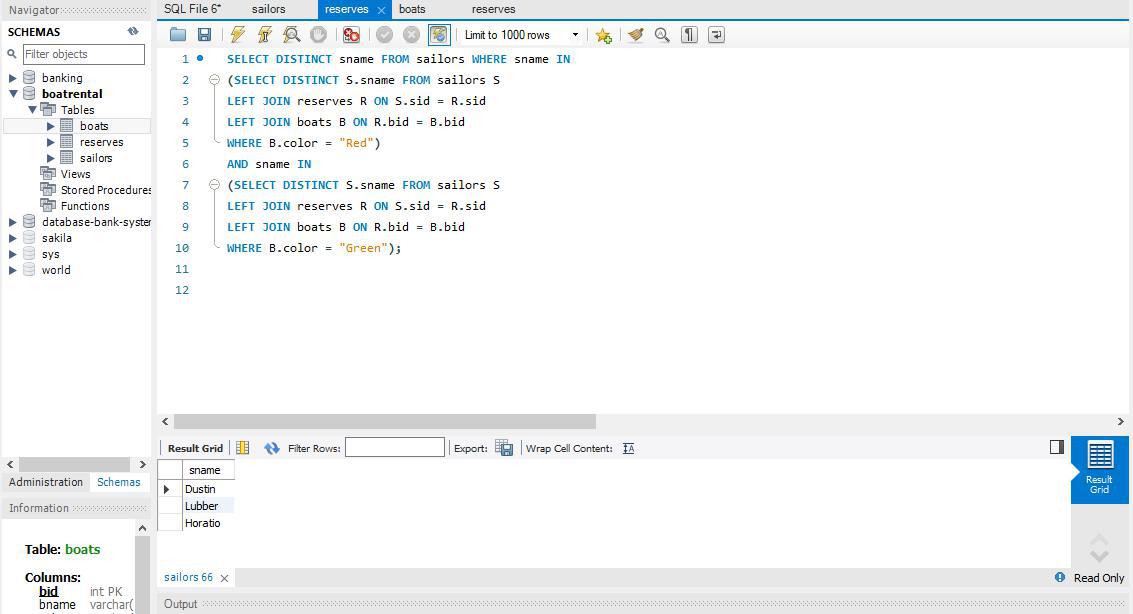 Navigator
SQL File 6*
sailors
reserves
boats
reserves
SCHEMAS
Filter objects
Limit to 1000 rows
banking
boatrental
Tables
boats
reserves
sailors
Views
Stored Procedures
Functions
database-bank-system
sakila
sys
world
1 SELECT DISTINCT sname FROM sailors WHERE sname IN
2 (SELECT DISTINCT S.sname FROM sailors S
3 LEFT JOIN reserves R ON S.sid = R.sid
4 LEFT JOIN boats B ON R.bid = B.bid
5 WHERE B.color = "Red")
6 AND sname IN
7 (SELECT DISTINCT S.sname FROM sailors S
8 LEFT JOIN reserves R ON S.sid = R.sid
9 LEFT JOIN boats B ON R.bid = B.bid
10 WHERE B.color = "Green");
11
12
Administration Schemas
Information
Table: boats
Columns:
bid int PK
bname varchar(
Result Grid Filter Rows: Export: Wrap Cell Content:
sname
Dustin
Lubber
Horatio
Result
Grid
sailors 66
Read Only
Output